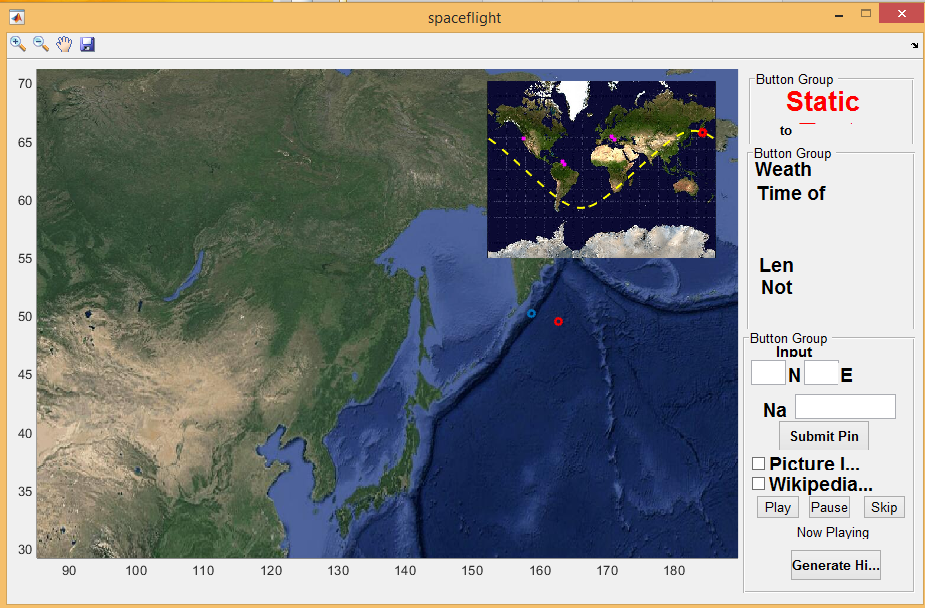 spaceflight
70
65
60
55
50
45
40
35
30
90
100
110
120
130
140
150
160
170
180
Button Group
Static
to
Button Group
Weath
Time of
Len
Not
Button Group
Input
N E
Na
Submit Pin
Picture I...
Wikipedia...
Play Pause Skip
Now Playing
Generate Hi...